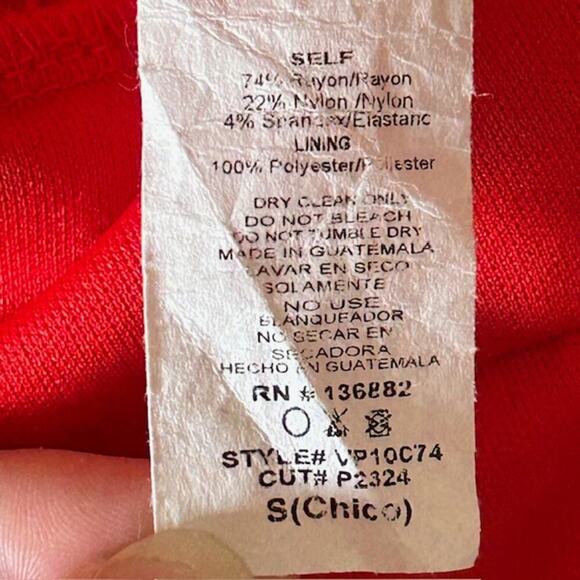 SELF
74% Rayon/Rayon
22% Nylon /Nylon
4% Spandex/Elastane
LINING
100% Polyester/Poliester
DRY CLEAN ONLY
DO NOT BLEACH
DO NOT TUMBLE DRY
MADE IN GUATEMALA
LAVAR EN SECO
SOLAMENTE
NO USE
BLANQUEADOR
NO SECAR EN
SECADORA
HECHO EN GUATEMALA
RN # 136882
STYLE# VP10C74
CUT# P2324
S(Chico)